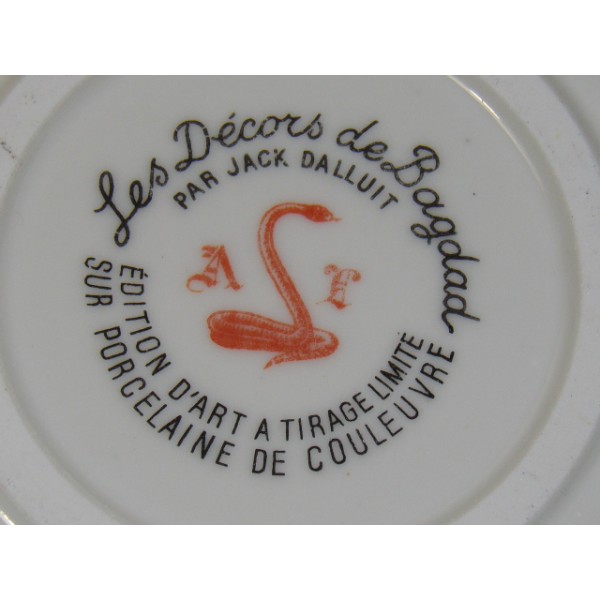 Les Décors de Bagdad
PAR JACK DALLUIT
A T
ÉDITION D'ART A TIRAGE LIMITÉ
SUR PORCELAINE DE COULEUVRE